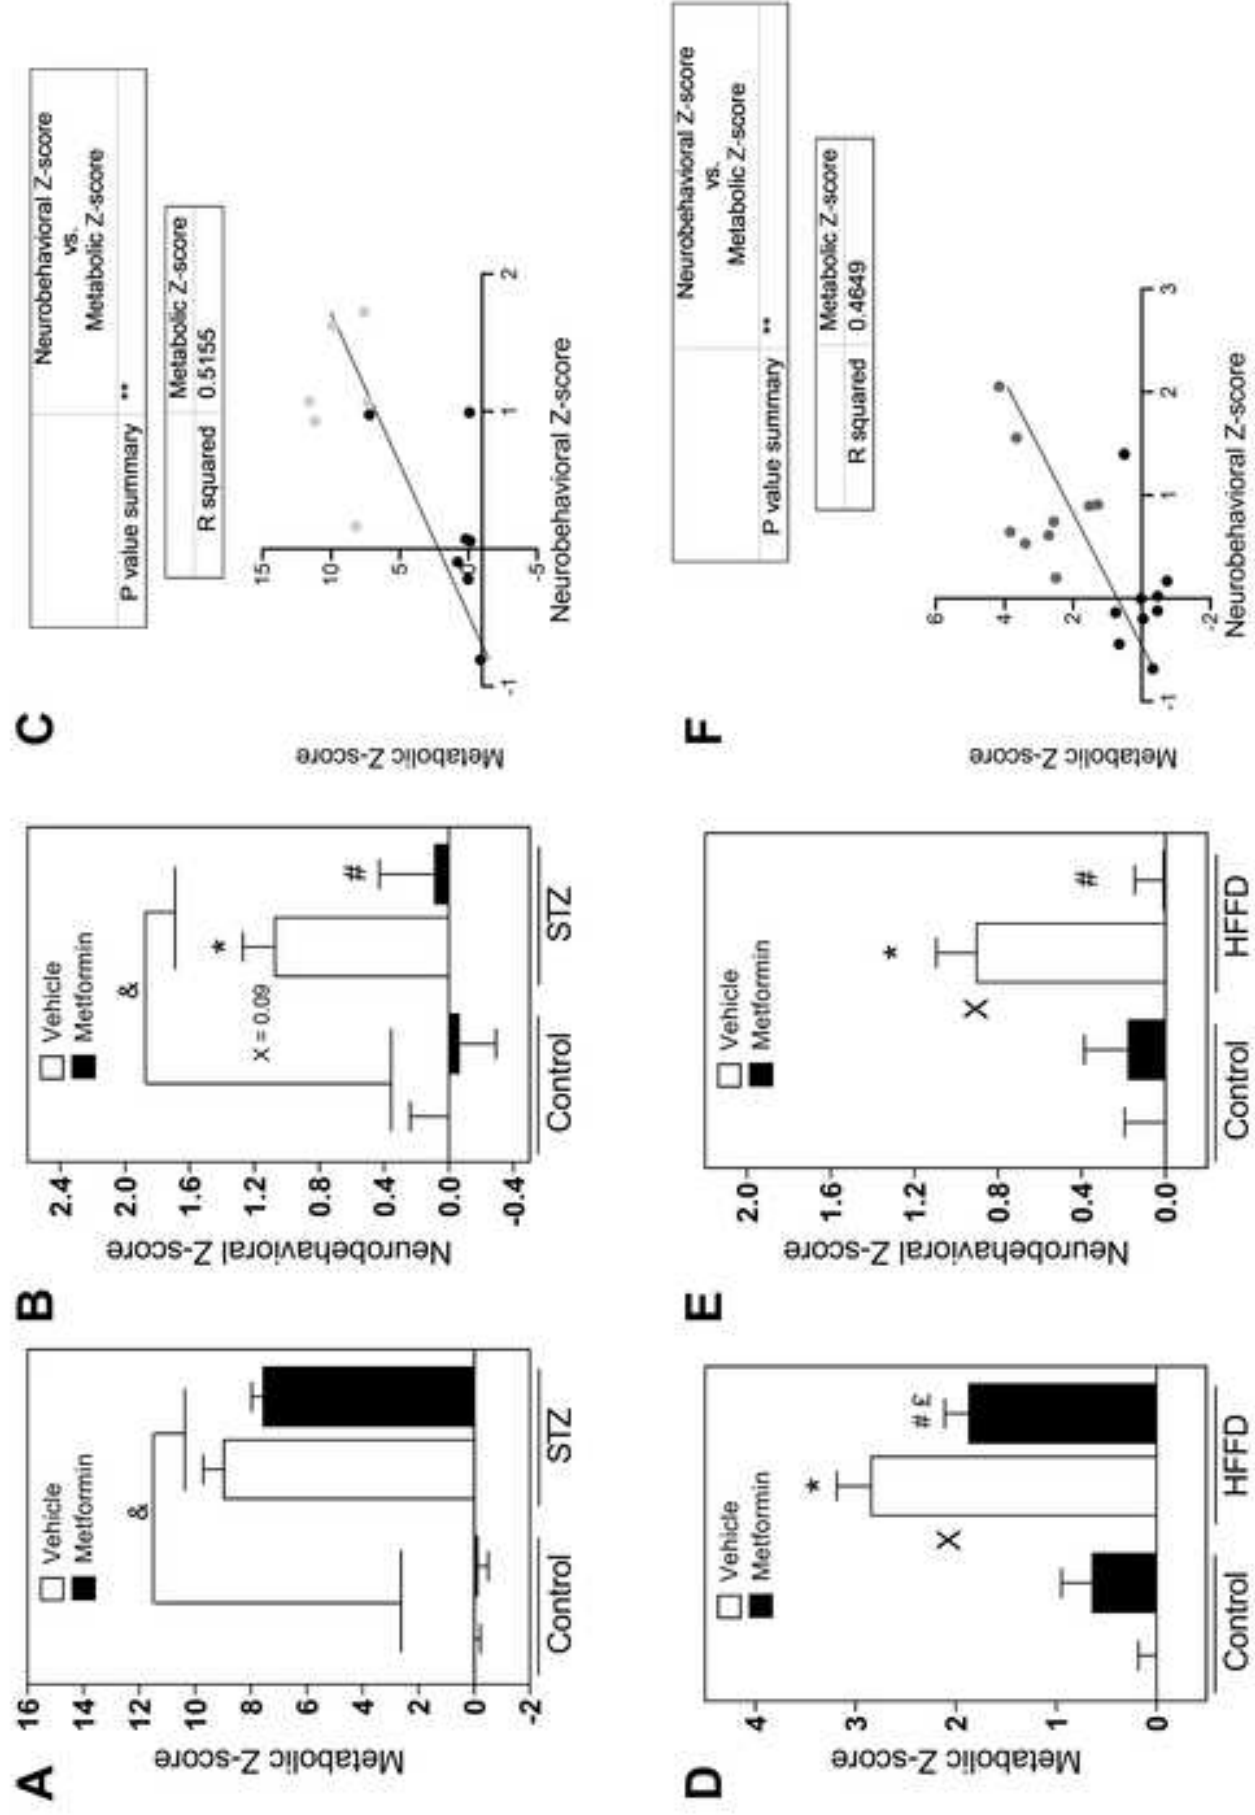 A
Metabolic Z-score
16
14
12
10
8
6
4
2
0
-2
Vehicle
Metformin
&
Control
STZ
B
Neurobehavioral Z-score
2.4
2.0
1.6
1.2
0.8
0.4
0.0
-0.4
Vehicle
Metformin
&
X = 0.09
*
#
Control
STZ
C
Neurobehavioral Z-score
vs.
Metabolic Z-score
P value summary **
Metabolic Z-score
R squared 0.5155
Metabolic Z-score
15
10
5
0
-5
-1
1
2
Neurobehavioral Z-score
D
Metabolic Z-score
4
3
2
1
0
Vehicle
Metformin
X
*
# £
Control
HFFD
E
Neurobehavioral Z-score
2.0
1.6
1.2
0.8
0.4
0.0
Vehicle
Metformin
X
*
#
Control
HFFD
F
Neurobehavioral Z-score
vs.
Metabolic Z-score
P value summary **
Metabolic Z-score
R squared 0.4649
Metabolic Z-score
6
4
2
-2
-1
1
2
3
Neurobehavioral Z-score